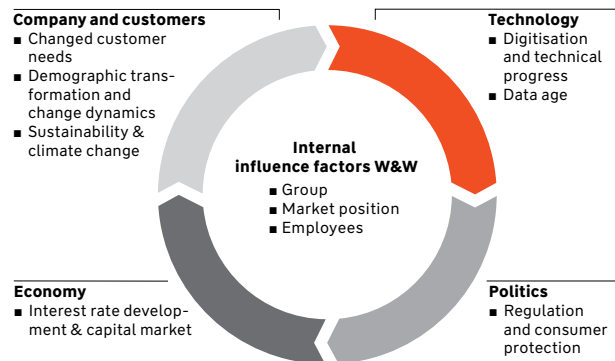 Company and customers
■ Changed customer
needs
■ Demographic trans-
formation and
change dynamics
■ Sustainability &
climate change
Technology
■ Digitisation
and technical
progress
■ Data age
Internal
influence factors W&W
■ Group
■ Market position
■ Employees
Economy
■ Interest rate develop-
ment & capital market
Politics
■ Regulation
and consumer
protection